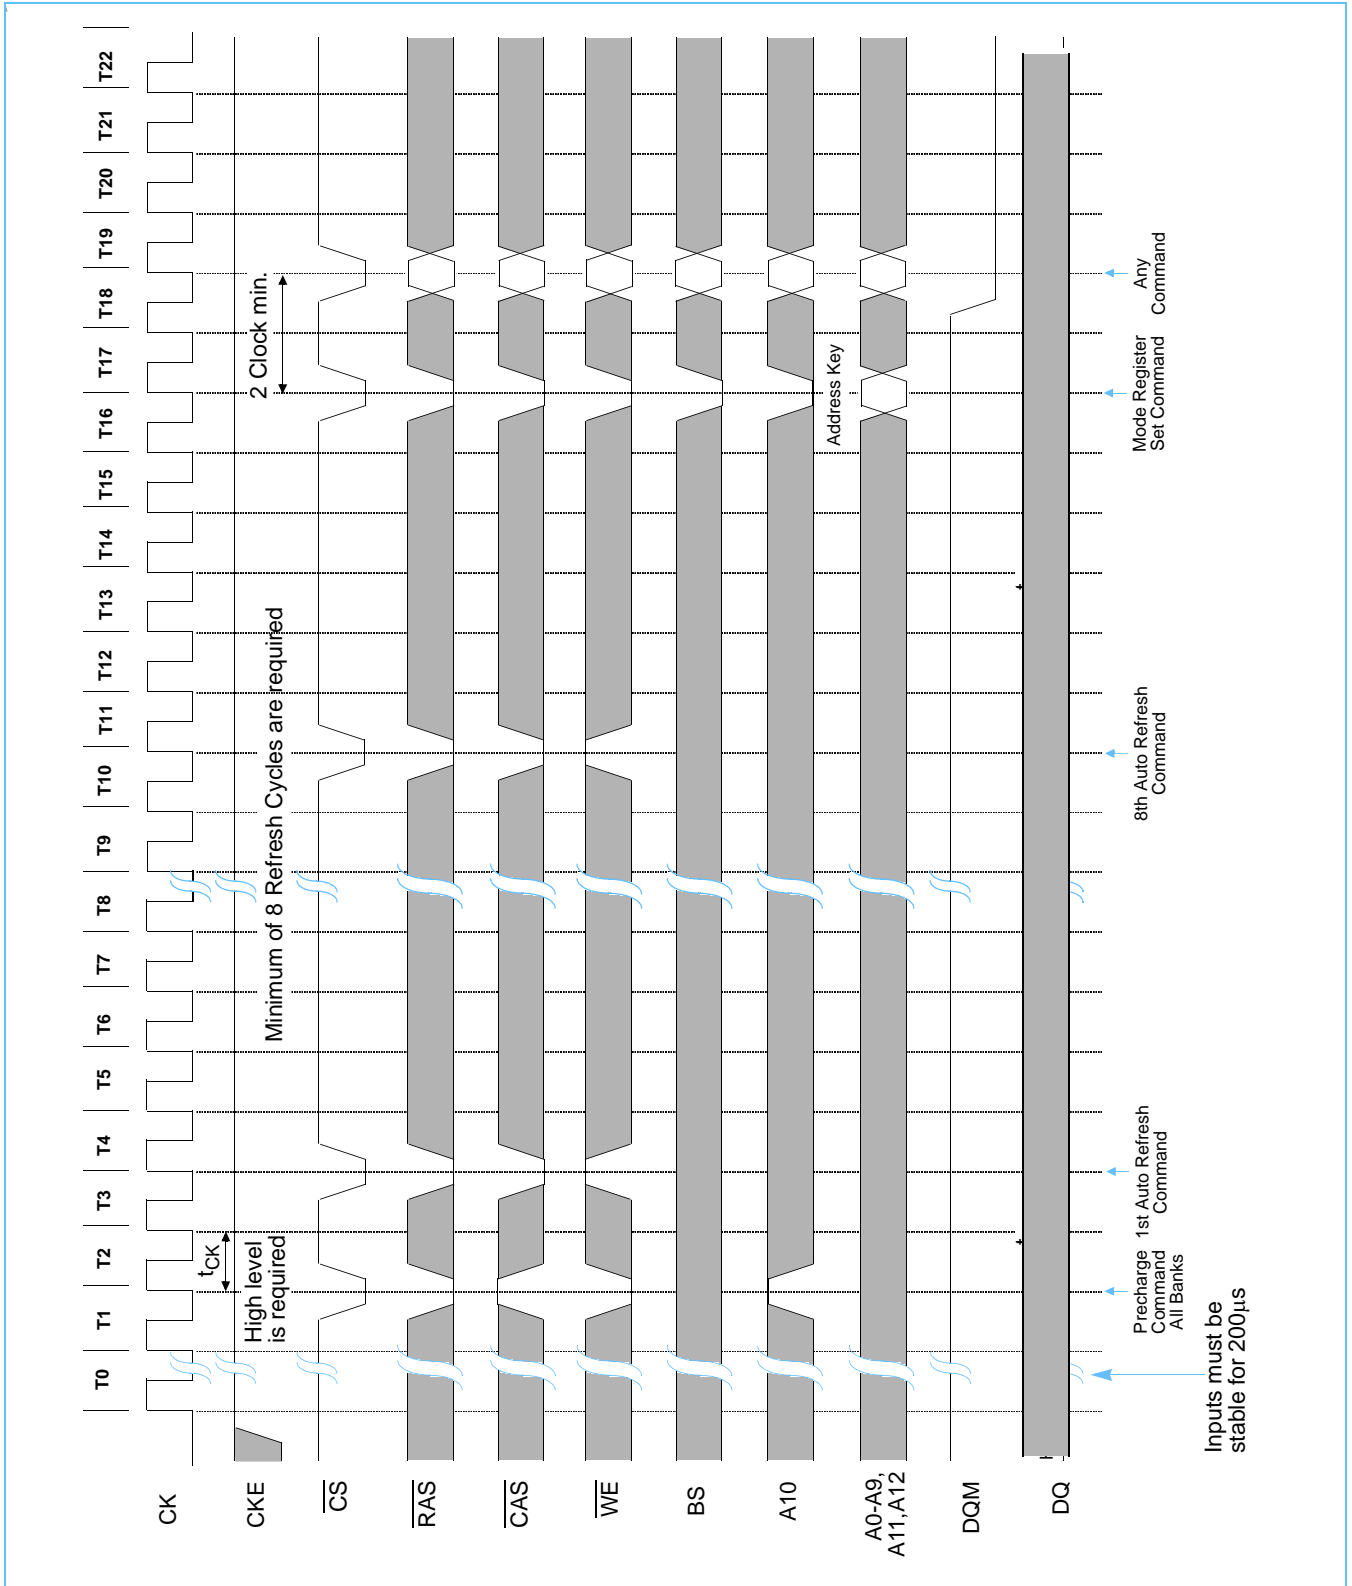 T0
T1
T2
T3
T4
T5
T6
T7
T8
T9
T10
T11
T12
T13
T14
T15
T16
T17
T18
T19
T20
T21
T22
CK
tCK
CKE
High level
is required
Minimum of 8 Refresh Cycles are required
2 Clock min.
CS
RAS
CAS
WE
BS
A10
Address Key
A0-A9,
A11,A12
DQM
DQ
Precharge
Command
All Banks
1st Auto Refresh
Command
8th Auto Refresh
Command
Mode Register
Set Command
Any
Command
Inputs must be
stable for 200µs